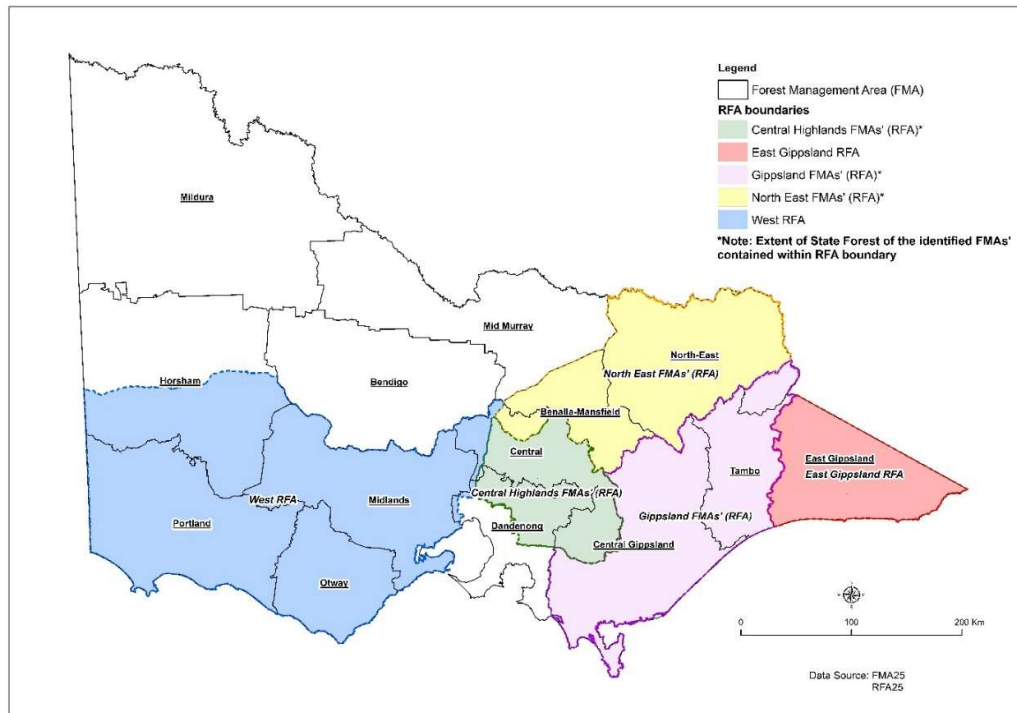 Legend
Forest Management Area (FMA)
RFA boundaries
Central Highlands FMAs' (RFA)*
East Gippsland RFA
Gippsland FMAs' (RFA)*
North East FMAs' (RFA)*
West RFA
*Note: Extent of State Forest of the identified FMAs'
contained within RFA boundary
Mildura
Mid Murray
North-East
North East FMAs' (RFA)
Horsham
Bendigo
Benalla-Mansfield
Central
East Gippsland
East Gippsland RFA
Tambo
West RFA
Midlands
Central Highlands FMAs' (RFA)
Portland
Dandenong
Gippsland FMAs' (RFA)
Central Gippsland
Otway
0
100
200 Km
Data Source: FMA25
RFA25